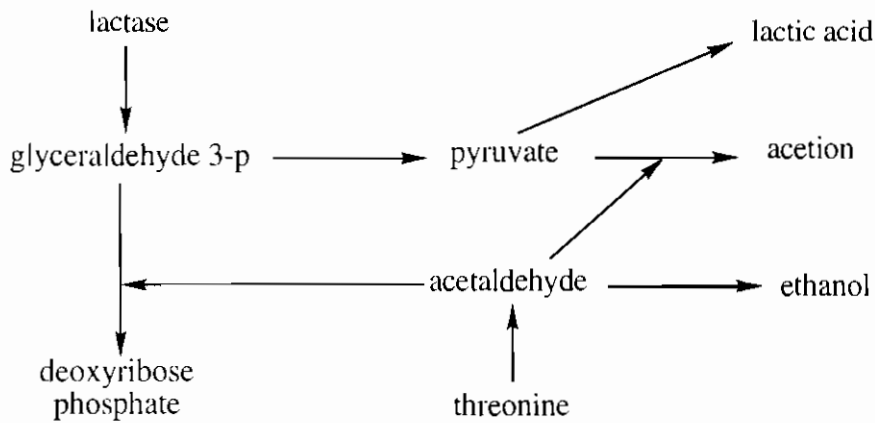 lactase
lactic acid
glyceraldehyde 3-p
pyruvate
acetion
acetaldehyde
ethanol
deoxyribose
phosphate
threonine